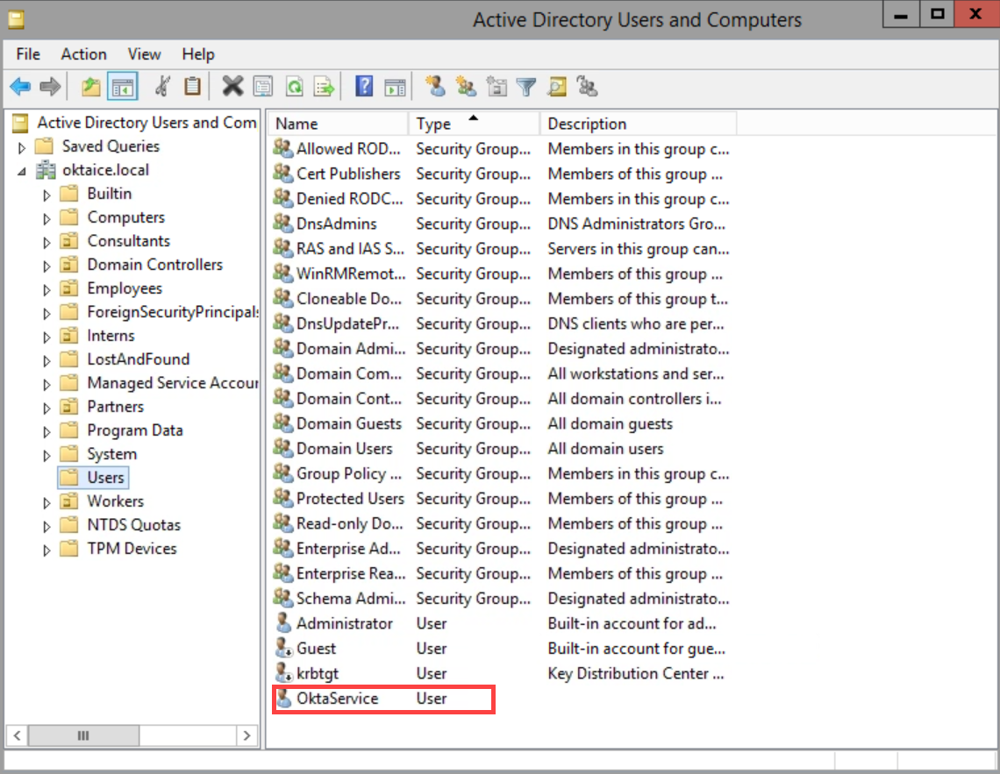 Active Directory Users and Computers
File Action View Help
Active Directory Users and Com
Saved Queries
oktaice.local
Builtin
Computers
Consultants
Domain Controllers
Employees
ForeignSecurityPrincipals
Interns
LostAndFound
Managed Service Accour
Partners
Program Data
System
Users
Workers
NTDS Quotas
TPM Devices
Name Type Description
Allowed ROD... Security Group... Members in this group c...
Cert Publishers Security Group... Members of this group ...
Denied RODC... Security Group... Members in this group c...
DnsAdmins Security Group... DNS Administrators Gro...
RAS and IAS S... Security Group... Servers in this group can...
WinRMRemot... Security Group... Members of this group ...
Cloneable Do... Security Group... Members of this group t...
DnsUpdatePr... Security Group... DNS clients who are per...
Domain Admi... Security Group... Designated administrato...
Domain Com... Security Group... All workstations and ser...
Domain Cont... Security Group... All domain controllers i...
Domain Guests Security Group... All domain guests
Domain Users Security Group... All domain users
Group Policy ... Security Group... Members in this group c...
Protected Users Security Group... Members of this group ...
Read-only Do... Security Group... Members of this group ...
Enterprise Ad... Security Group... Designated administrato...
Enterprise Rea... Security Group... Members of this group ...
Schema Admi... Security Group... Designated administrato...
Administrator User Built-in account for ad...
Guest User Built-in account for gue...
krbtgt User Key Distribution Center ...
OktaService User